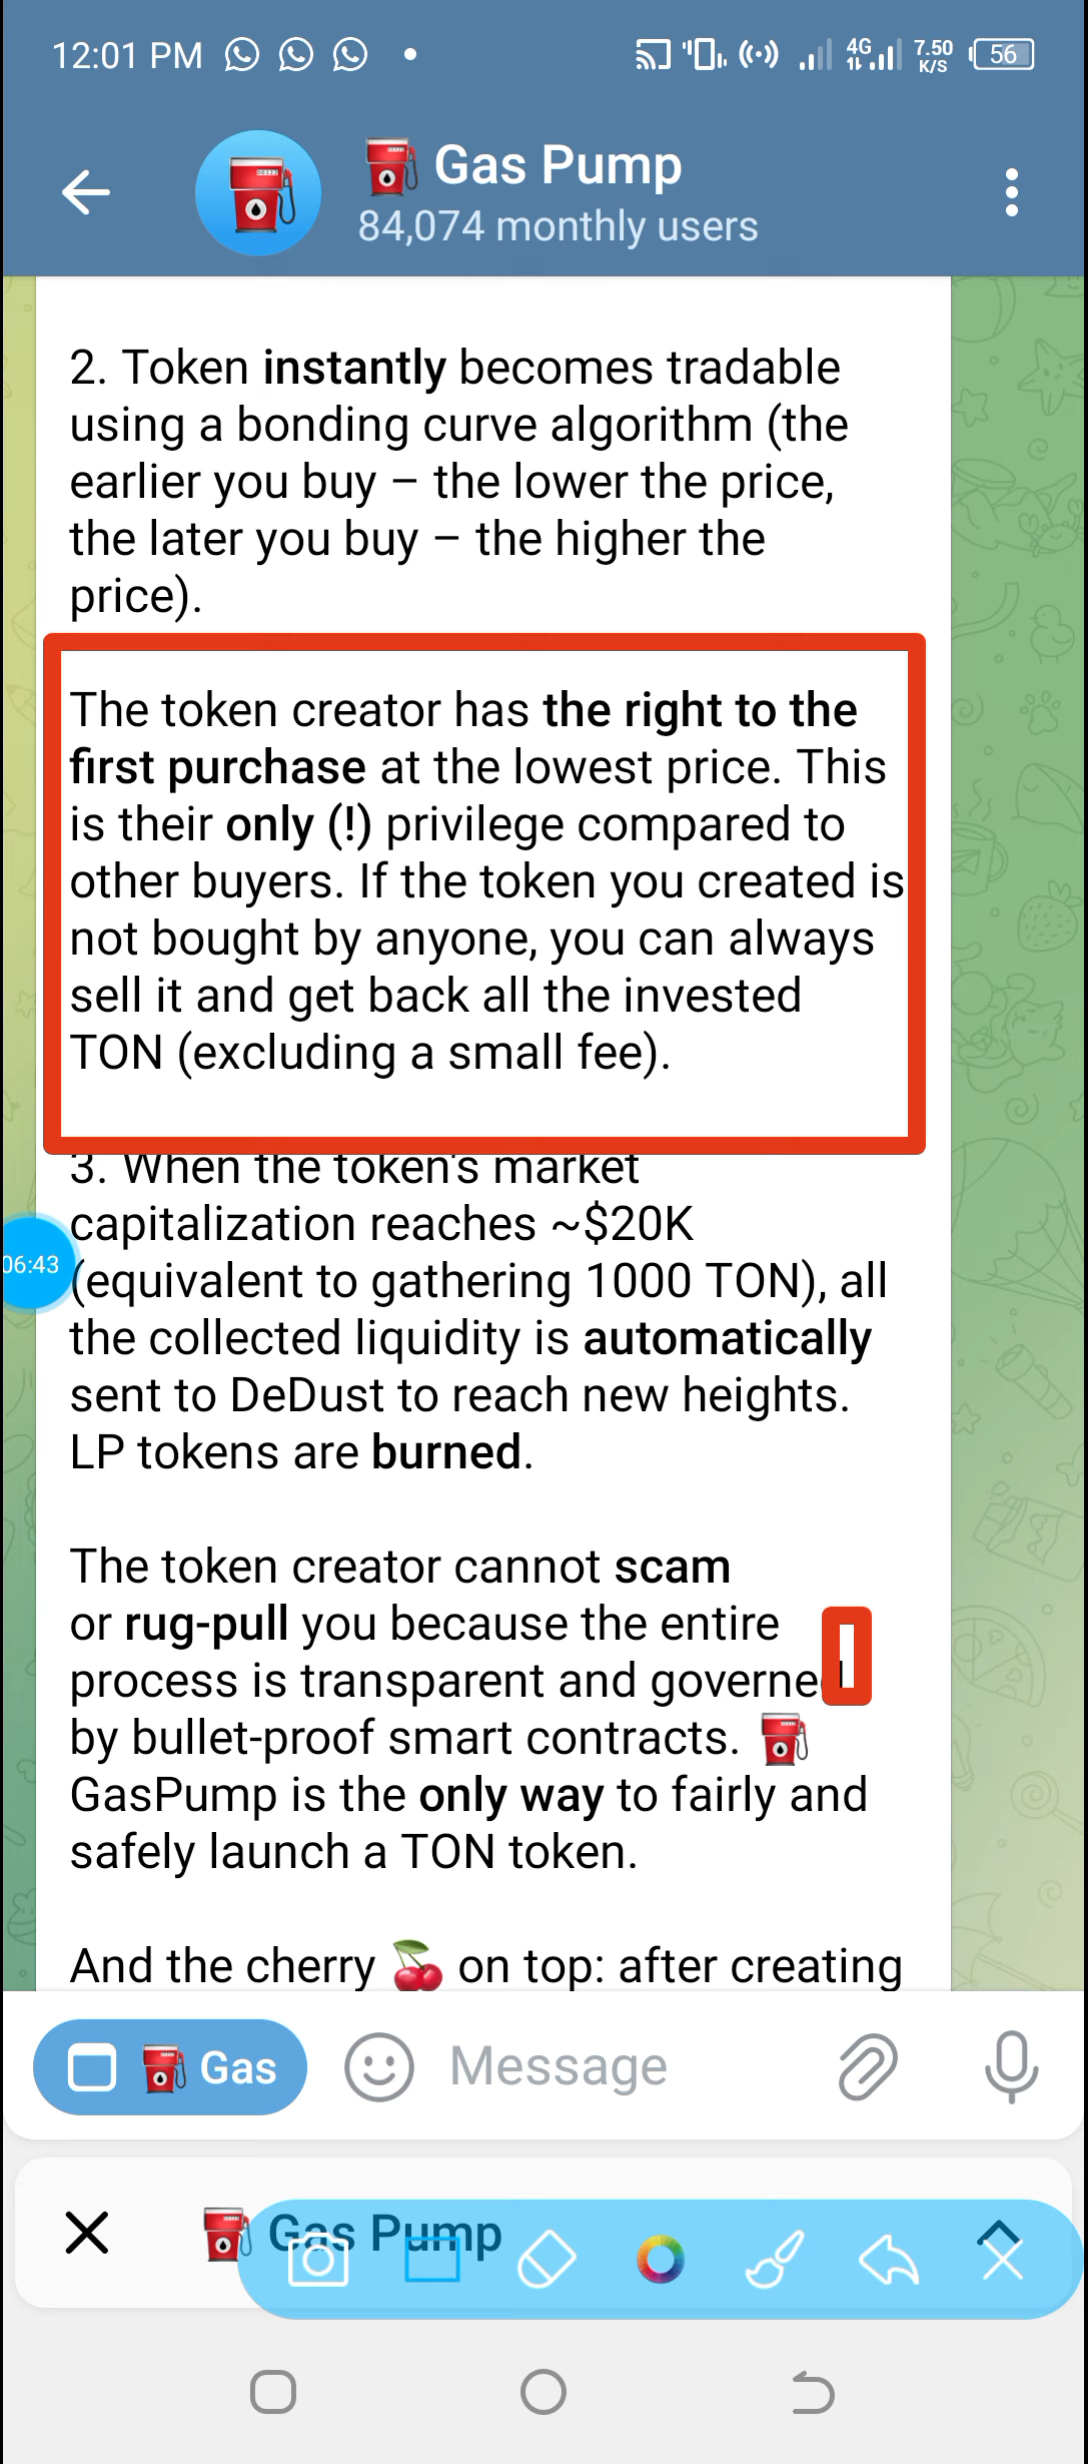 12:01 PM
4G
7.50
K/S
56
Gas Pump
84,074 monthly users
2. Token instantly becomes tradable
using a bonding curve algorithm (the
earlier you buy – the lower the price,
the later you buy – the higher the
price).
The token creator has the right to the
first purchase at the lowest price. This
is their only (!) privilege compared to
other buyers. If the token you created is
not bought by anyone, you can always
sell it and get back all the invested
TON (excluding a small fee).
3. When the token's market
capitalization reaches ~$20K
06:43
(equivalent to gathering 1000 TON), all
the collected liquidity is automatically
sent to DeDust to reach new heights.
LP tokens are burned.
The token creator cannot scam
or rug-pull you because the entire
process is transparent and governed
by bullet-proof smart contracts.
GasPump is the only way to fairly and
safely launch a TON token.
And the cherry on top: after creating
Gas
Message
Gas Pump